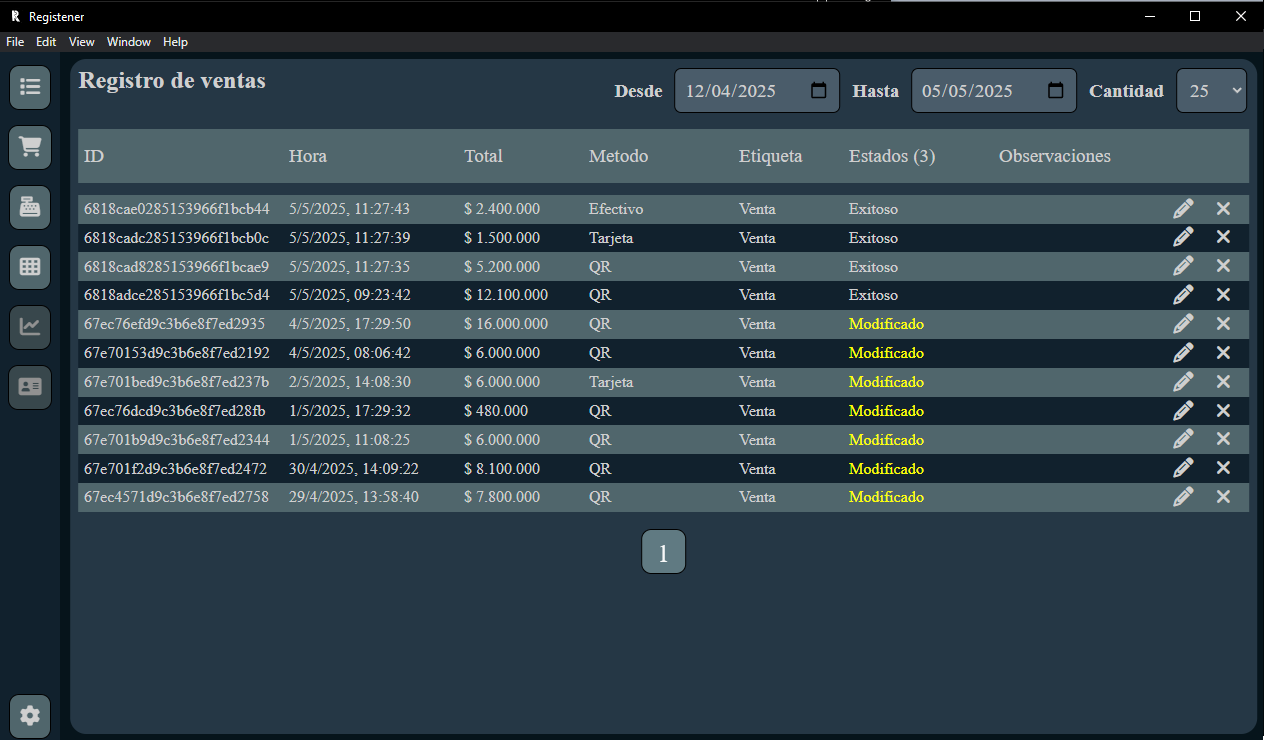 Registener
File Edit View Window Help
Registro de ventas
Desde 12/04/2025 Hasta 05/05/2025 Cantidad 25
ID Hora Total Metodo Etiqueta Estados (3) Observaciones
6818cae0285153966f1bcb44 5/5/2025, 11:27:43 $ 2.400.000 Efectivo Venta Exitoso
6818cadc285153966f1bcb0c 5/5/2025, 11:27:39 $ 1.500.000 Tarjeta Venta Exitoso
6818cad8285153966f1bcae9 5/5/2025, 11:27:35 $ 5.200.000 QR Venta Exitoso
6818adce285153966f1bc5d4 5/5/2025, 09:23:42 $ 12.100.000 QR Venta Exitoso
67ec76efd9c3b6e8f7ed2935 4/5/2025, 17:29:50 $ 16.000.000 QR Venta Modificado
67e70153d9c3b6e8f7ed2192 4/5/2025, 08:06:42 $ 6.000.000 QR Venta Modificado
67e701bed9c3b6e8f7ed237b 2/5/2025, 14:08:30 $ 6.000.000 Tarjeta Venta Modificado
67ec76dcd9c3b6e8f7ed28fb 1/5/2025, 17:29:32 $ 480.000 QR Venta Modificado
67e701b9d9c3b6e8f7ed2344 1/5/2025, 11:08:25 $ 6.000.000 QR Venta Modificado
67e701f2d9c3b6e8f7ed2472 30/4/2025, 14:09:22 $ 8.100.000 QR Venta Modificado
67ec4571d9c3b6e8f7ed2758 29/4/2025, 13:58:40 $ 7.800.000 QR Venta Modificado
1